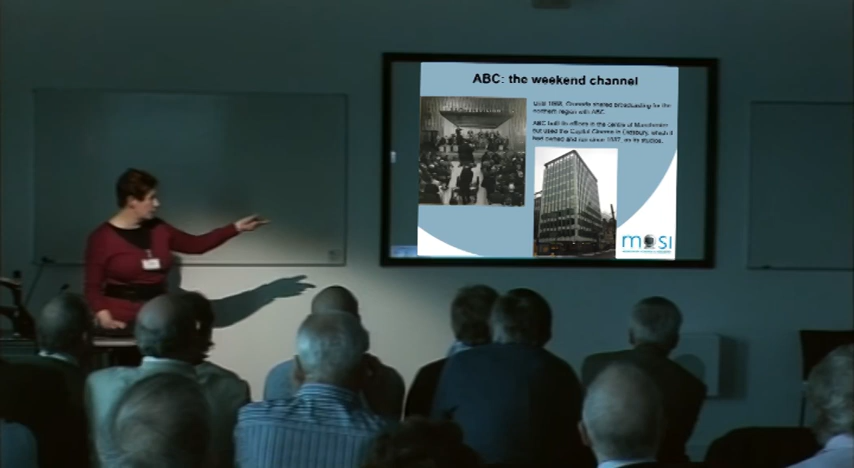 ABC: the weekend channel
Until 1968, Granada shared broadcasting for the
northern region with ABC.
ABC built its offices in the centre of Manchester
but used the Capitol Cinema in Didsbury, which it
had owned and run since 1937, as its studios.
TELEVISION
mosi